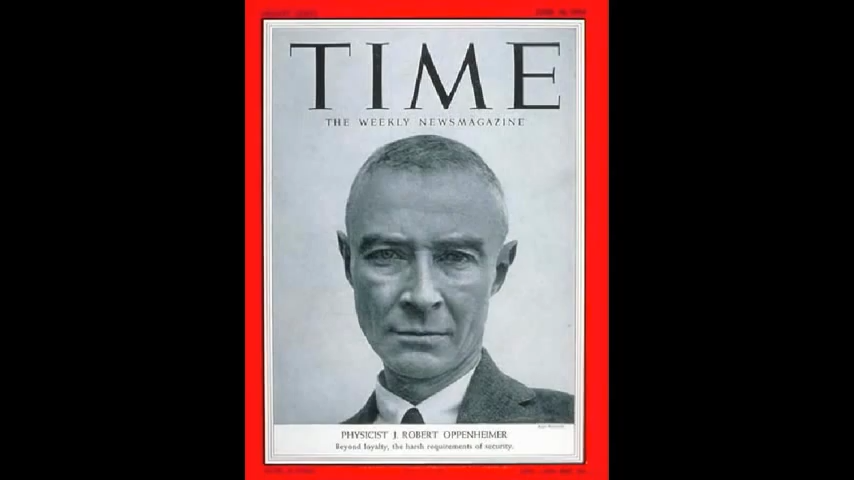 TIME
THE WEEKLY NEWSMAGAZINE
PHYSICIST J. ROBERT OPPENHEIMER
Beyond loyalty, the harsh requirements of security.